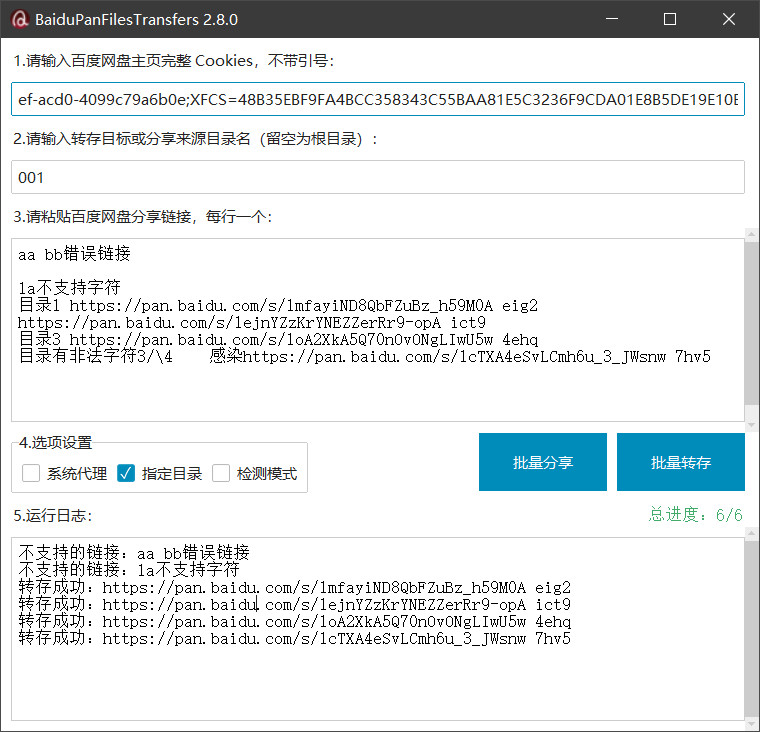 BaiduPanFilesTransfers 2.8.0
1.请输入百度网盘主页完整 Cookies，不带引号：
ef-acd0-4099c79a6b0e;XFCS=48B35EBF9FA4BCC358343C55BAA81E5C3236F9CDA01E8B5DE19E10E
2.请输入转存目标或分享来源目录名（留空为根目录）：
001
3.请粘贴百度网盘分享链接，每行一个：
aa bb错误链接
1a不支持字符
目录1 https://pan.baidu.com/s/1mfayiND8QbFZuBz_h59M0A eig2
https://pan.baidu.com/s/1ejnYZzKrYNEZZerRr9-opA ict9
目录3 https://pan.baidu.com/s/1oA2XkA5Q70nOvONgLIwU5w 4ehq
目录有非法字符3/\4    感染https://pan.baidu.com/s/1cTXA4eSvLCmh6u_3_JWsnw 7hv5
4.选项设置
系统代理 指定目录 检测模式
批量分享 批量转存
5.运行日志：
总进度：6/6
不支持的链接：aa bb错误链接
不支持的链接：1a不支持字符
转存成功：https://pan.baidu.com/s/1mfayiND8QbFZuBz_h59M0A eig2
转存成功：https://pan.baidu.com/s/1ejnYZzKrYNEZZerRr9-opA ict9
转存成功：https://pan.baidu.com/s/1oA2XkA5Q70nOvONgLIwU5w 4ehq
转存成功：https://pan.baidu.com/s/1cTXA4eSvLCmh6u_3_JWsnw 7hv5